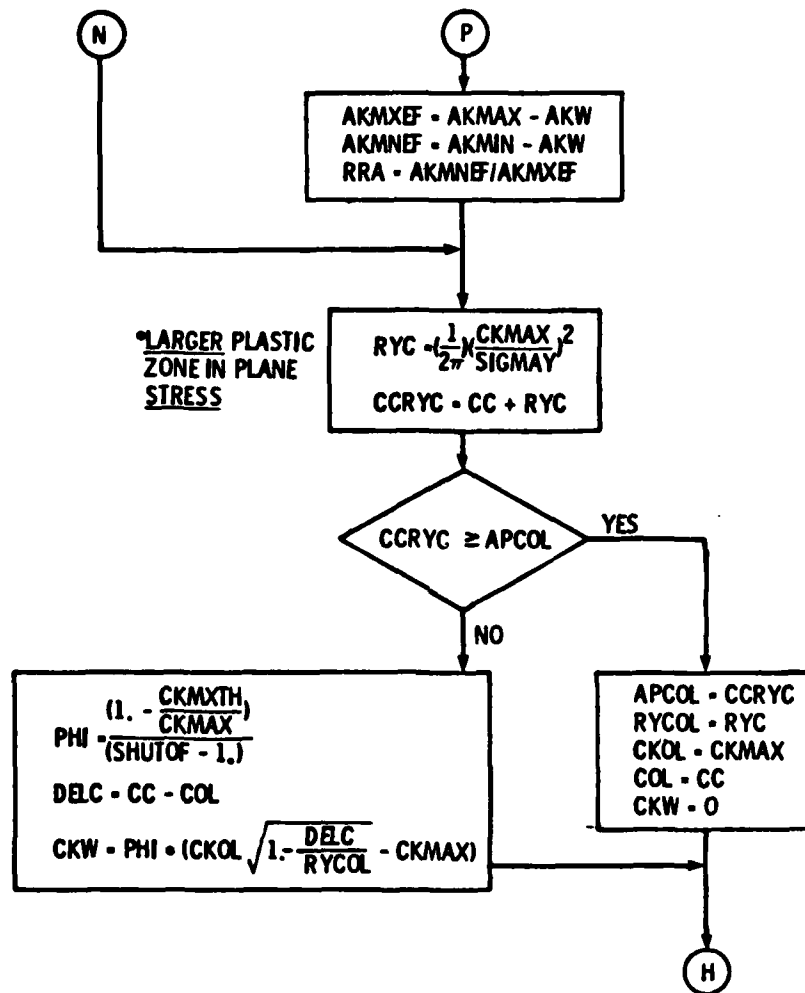 N
P
AKMXEF = AKMAX - AKW
AKMNEF = AKMIN - AKW
RRA = AKMNEF/AKMXEF
*LARGER PLASTIC
ZONE IN PLANE
STRESS
RYC =(1/2π)(CKMAX/SIGMAY)²
CCRYC = CC + RYC
CCRYC ≥ APCOL
YES
NO
PHI = (1. - CKMXTH/CKMAX)/(SHUTOF - 1.)
DELC = CC - COL
CKW = PHI * (CKOL √1.-DELC/RYCOL - CKMAX)
APCOL = CCRYC
RYCOL = RYC
CKOL = CKMAX
COL = CC
CKW = 0
H